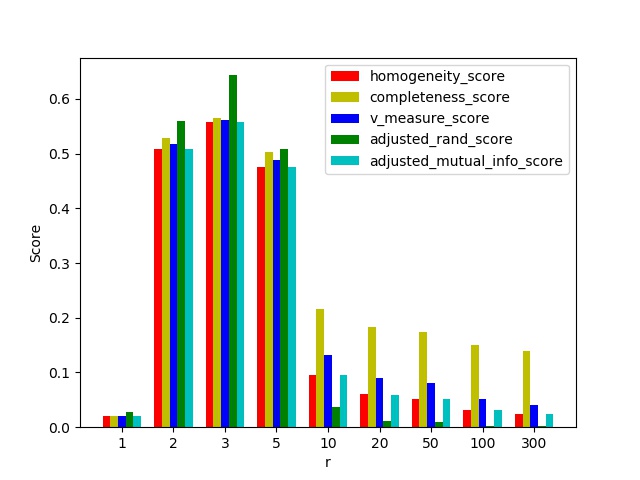 homogeneity_score
completeness_score
v_measure_score
adjusted_rand_score
adjusted_mutual_info_score
Score
0.6
0.5
0.4
0.3
0.2
0.1
0.0
1 2 3 5 10 20 50 100 300
r